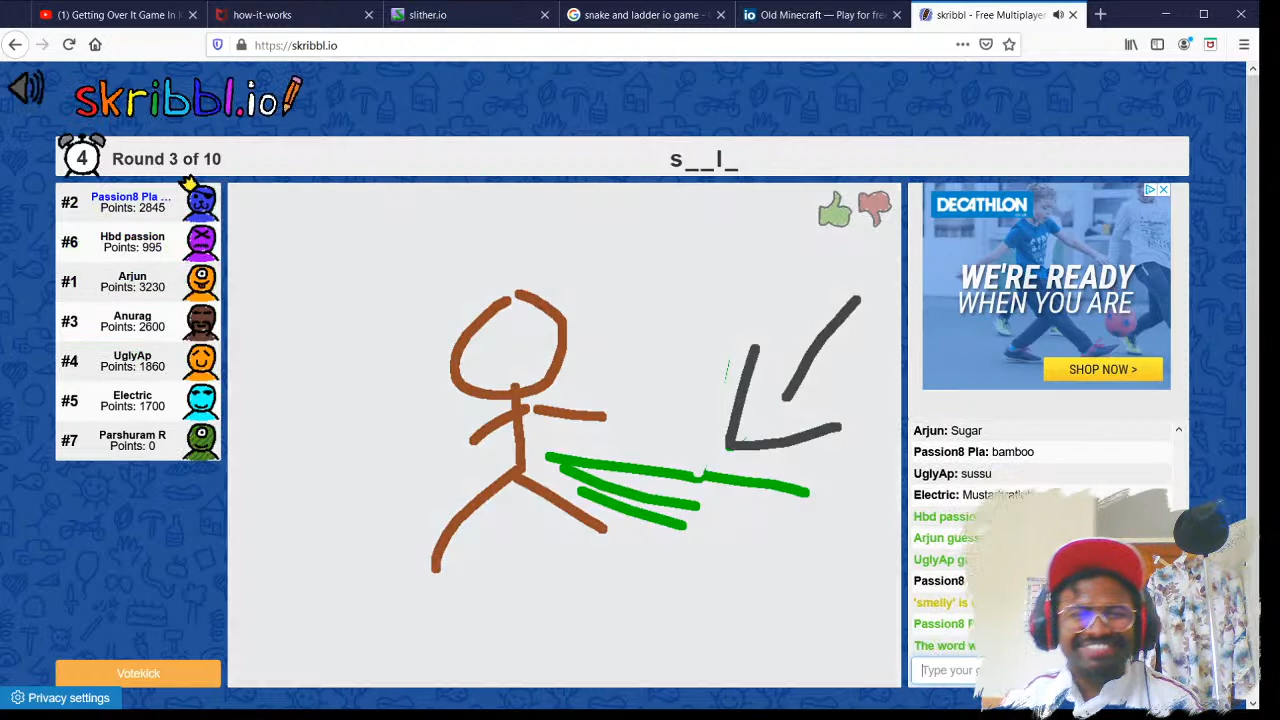 (1) Getting Over It Game In
how-it-works
slither.io
snake and ladder io game -
Old Minecraft — Play for fre
skribbl - Free Multiplayer
https://skribbl.io
skribbl.io
4
Round 3 of 10
s__l_
#2
Passion8 Pla ...
Points: 2845
#6
Hbd passion
Points: 995
#1
Arjun
Points: 3230
#3
Anurag
Points: 2600
#4
UglyAp
Points: 1860
#5
Electric
Points: 1700
#7
Parshuram R
Points: 0
Votekick
Privacy settings
DECATHLON
WE'RE READY
WHEN YOU ARE
SHOP NOW >
Arjun: Sugar
Passion8 Pla: bamboo
UglyAp: sussu
Electric:
Hbd passio
Arjun gues
UglyAp g
Passion8
'smelly' is
Passion8 P
The word w
Type your g